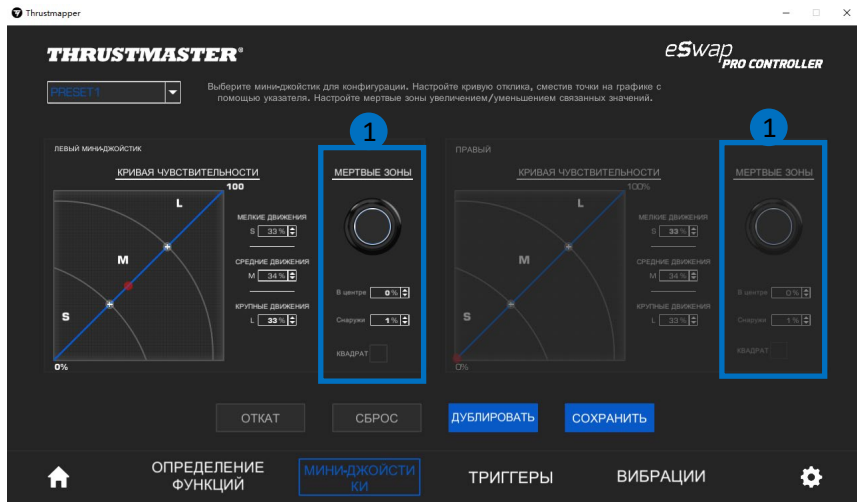 Thrustmapper
THRUSTMASTER®
eSwap
PRO CONTROLLER
PRESET1
Выберите мини-джойстик для конфигурации. Настройте кривую отклика, сместив точки на графике с
помощью указателя. Настройте мертвые зоны увеличением/уменьшением связанных значений.
1
1
ЛЕВЫЙ МИНИ-ДЖОЙСТИК
КРИВАЯ ЧУВСТВИТЕЛЬНОСТИ
100
L
M
S
0%
МЕЛКИЕ ДВИЖЕНИЯ
S 33 %
СРЕДНИЕ ДВИЖЕНИЯ
M 34 %
КРУПНЫЕ ДВИЖЕНИЯ
L 33 %
МЕРТВЫЕ ЗОНЫ
В центре 0 %
Снаружи 1 %
КВАДРАТ
ПРАВЫЙ
КРИВАЯ ЧУВСТВИТЕЛЬНОСТИ
100%
L
M
S
0%
МЕЛКИЕ ДВИЖЕНИЯ
S 33 %
СРЕДНИЕ ДВИЖЕНИЯ
M 34 %
КРУПНЫЕ ДВИЖЕНИЯ
L 33 %
МЕРТВЫЕ ЗОНЫ
В центре 0 %
Снаружи 1 %
КВАДРАТ
ОТКАТ
СБРОС
ДУБЛИРОВАТЬ
СОХРАНИТЬ
ОПРЕДЕЛЕНИЕ
ФУНКЦИЙ
МИНИ-ДЖОЙСТИ
КИ
ТРИГГЕРЫ
ВИБРАЦИИ